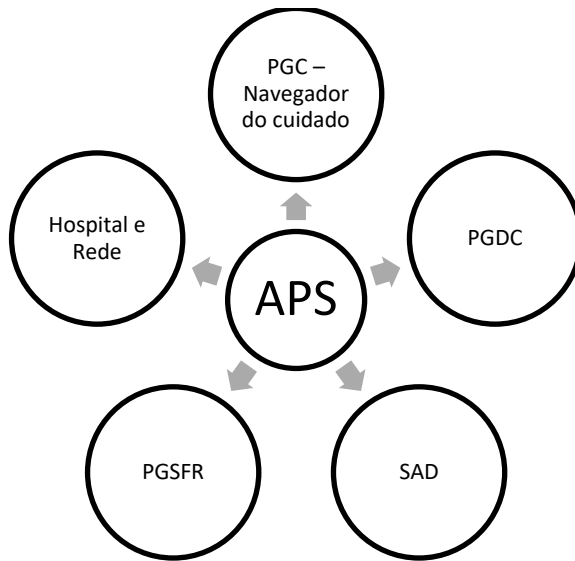 PGC –
Navegador
do cuidado
Hospital e
Rede
PGDC
APS
PGSFR
SAD